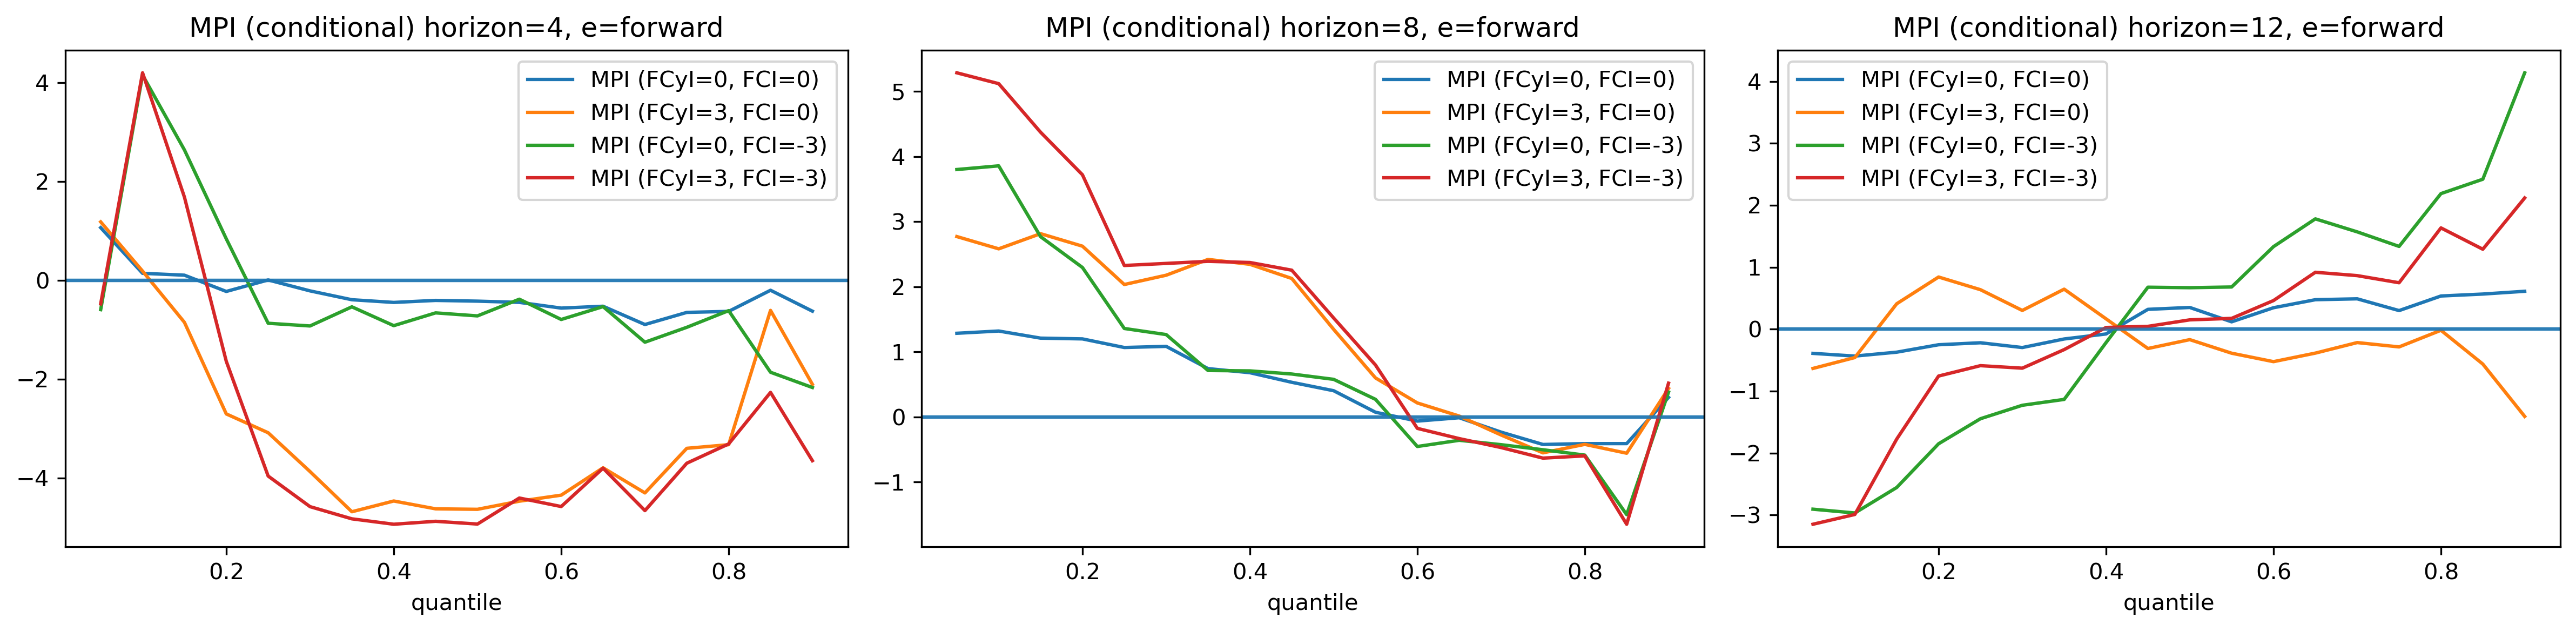 MPI (conditional) horizon=4, e=forward
4
2
0
−2
−4
MPI (FCyI=0, FCI=0)
MPI (FCyI=3, FCI=0)
MPI (FCyI=0, FCI=-3)
MPI (FCyI=3, FCI=-3)
0.2 0.4 0.6 0.8
quantile
MPI (conditional) horizon=8, e=forward
5
4
3
2
1
0
−1
MPI (FCyI=0, FCI=0)
MPI (FCyI=3, FCI=0)
MPI (FCyI=0, FCI=-3)
MPI (FCyI=3, FCI=-3)
0.2 0.4 0.6 0.8
quantile
MPI (conditional) horizon=12, e=forward
4
3
2
1
0
−1
−2
−3
MPI (FCyI=0, FCI=0)
MPI (FCyI=3, FCI=0)
MPI (FCyI=0, FCI=-3)
MPI (FCyI=3, FCI=-3)
0.2 0.4 0.6 0.8
quantile